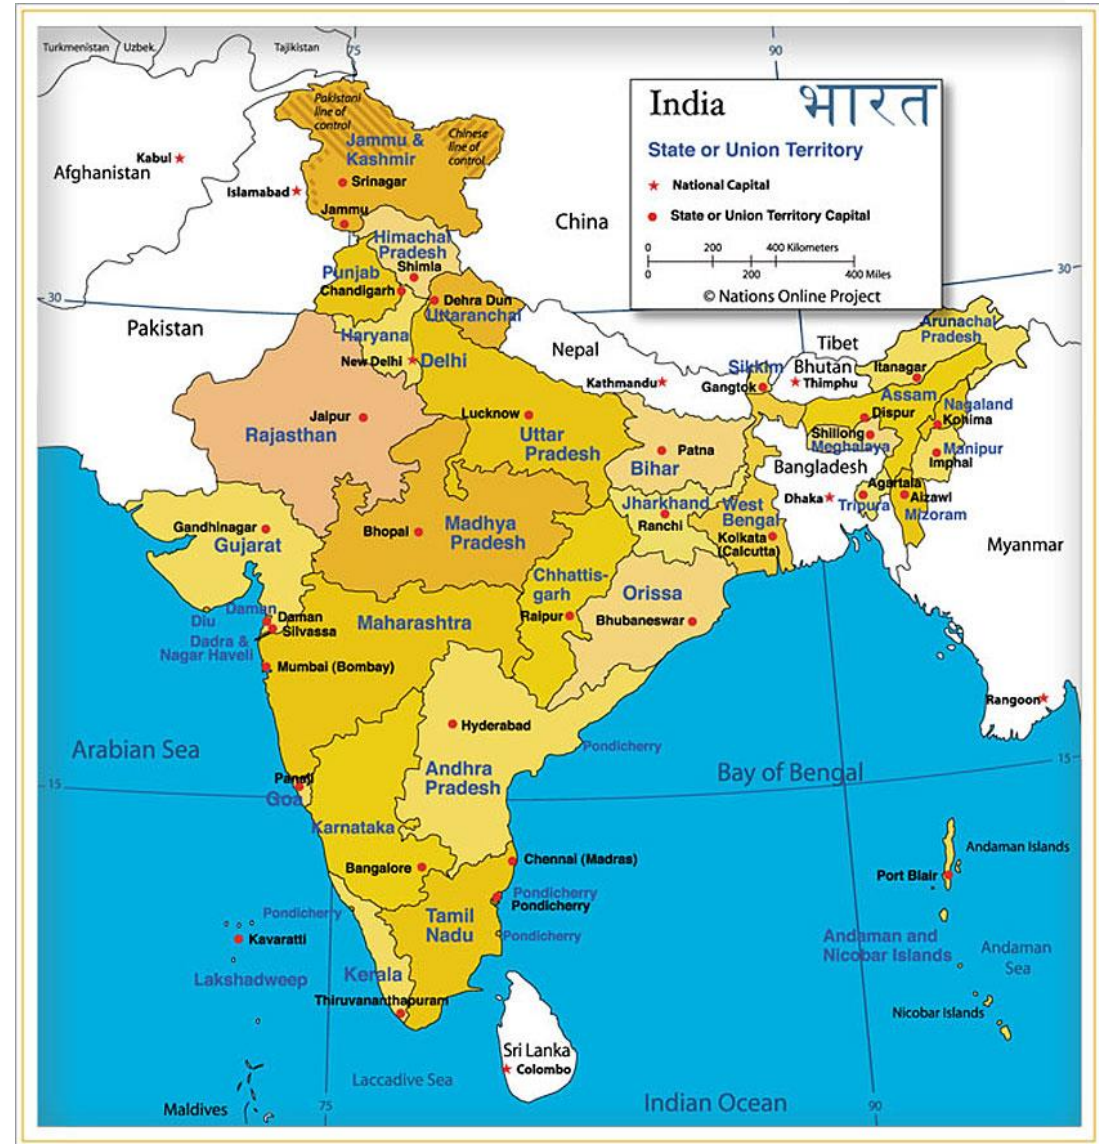 Turkmenistan
Uzbek.
Tajikistan
75
90
India
भारत
State or Union Territory
National Capital
State or Union Territory Capital
0 200 400 Kilometers
0 200 400 Miles
© Nations Online Project
Pakistani
line of
control
Chinese
line of
control
Jammu &
Kashmir
Srinagar
Kabul
Afghanistan
Islamabad
Jammu
China
Himachal
Pradesh
Shimla
Punjab
Chandigarh
30
30
Dehra Dun
Uttaranchal
Pakistan
Haryana
New Delhi
Delhi
Nepal
Kathmandu
Tibet
Sikkim
Gangtok
Bhutan
Thimphu
Arunachal
Pradesh
Itanagar
Assam
Dispur
Nagaland
Kohima
Shillong
Meghalaya
Manipur
Imphal
Jaipur
Rajasthan
Lucknow
Uttar
Pradesh
Patna
Bihar
Bangladesh
Dhaka
Agartala
Tripura
Aizawl
Mizoram
Gandhinagar
Gujarat
Bhopal
Madhya
Pradesh
Jharkhand
Ranchi
West
Bengal
Kolkata
(Calcutta)
Myanmar
Chhattis-
garh
Raipur
Orissa
Bhubaneswar
Daman
Diu
Daman
Silvassa
Dadra &
Nagar Haveli
Maharashtra
Mumbai (Bombay)
Rangoon
Hyderabad
Arabian Sea
Pondicherry
Andhra
Pradesh
Bay of Bengal
15
15
Panaji
Goa
Karnataka
Bangalore
Chennai (Madras)
Andaman Islands
Port Blair
Pondicherry
Pondicherry
Pondicherry
Tamil
Nadu
Pondicherry
Kavaratti
Lakshadweep
Kerala
Andaman and
Nicobar Islands
Andaman
Sea
Thiruvananthapuram
Nicobar Islands
Sri Lanka
Colombo
Laccadive Sea
Maldives
75
Indian Ocean
90